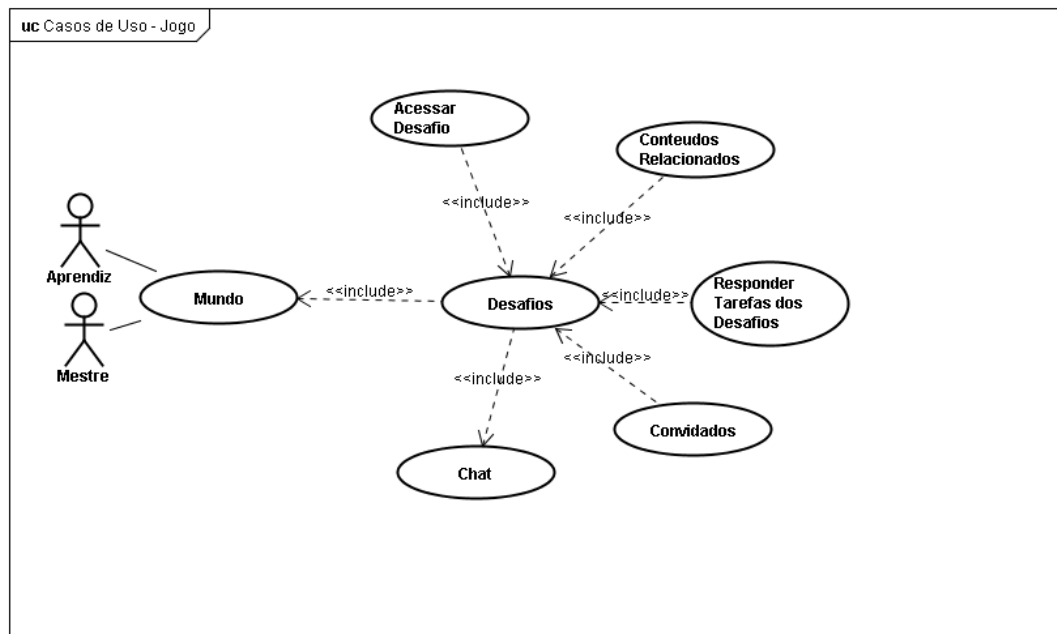 uc Casos de Uso - Jogo
Acessar
Desafio
Conteudos
Relacionados
<<include>>
<<include>>
Aprendiz
Mundo
<<include>>
Desafios
<<include>>
Responder
Tarefas dos
Desafios
Mestre
<<include>>
<<include>>
Convidados
Chat